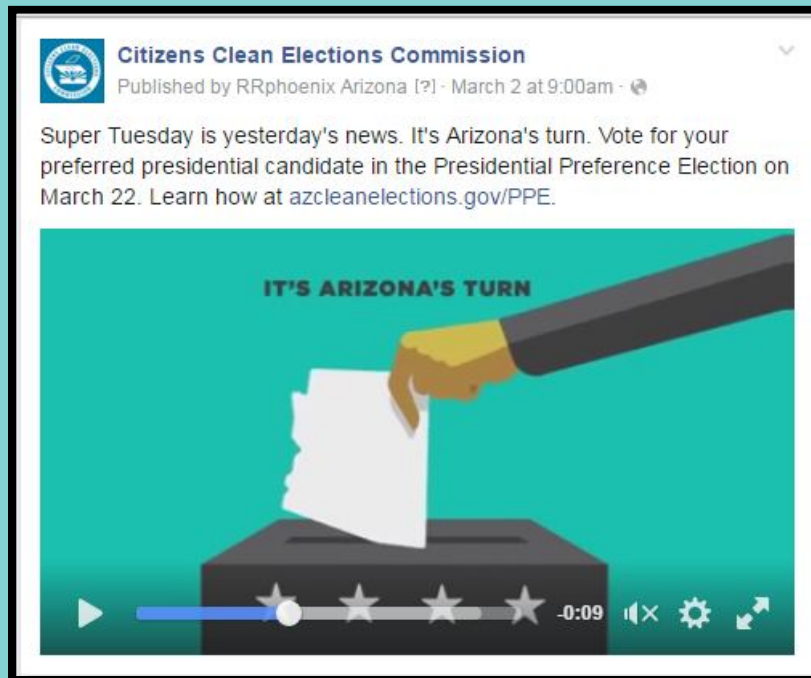 Citizens Clean Elections Commission
Published by RRphoenix Arizona [?] · March 2 at 9:00am ·
Super Tuesday is yesterday's news. It's Arizona's turn. Vote for your
preferred presidential candidate in the Presidential Preference Election on
March 22. Learn how at azcleanelections.gov/PPE.
IT'S ARIZONA'S TURN
-0:09